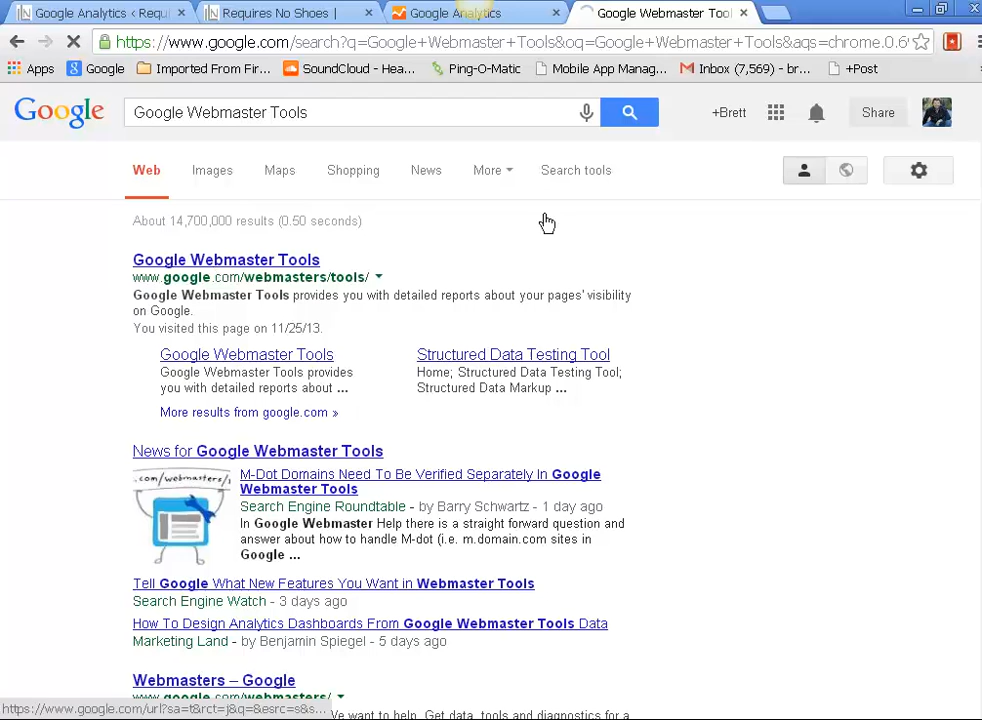 Google Analytics ‹ Requ
Requires No Shoes |
Google Analytics
Google Webmaster Tool
https://www.google.com/search?q=Google+Webmaster+Tools&oq=Google+Webmaster+Tools&aqs=chrome.0.6
Apps
Google
Imported From Fir...
SoundCloud - Hea...
Ping-O-Matic
Mobile App Manag...
Inbox (7,569) - br...
+Post
Google
Google Webmaster Tools
+Brett
Share
Web
Images
Maps
Shopping
News
More
Search tools
About 14,700,000 results (0.50 seconds)
Google Webmaster Tools
www.google.com/webmasters/tools/
Google Webmaster Tools provides you with detailed reports about your pages' visibility
on Google.
You visited this page on 11/25/13.
Google Webmaster Tools
Google Webmaster Tools provides
you with detailed reports about ...
Structured Data Testing Tool
Home; Structured Data Testing Tool;
Structured Data Markup ...
More results from google.com »
News for Google Webmaster Tools
.com/webmasters/
M-Dot Domains Need To Be Verified Separately In Google
Webmaster Tools
Search Engine Roundtable - by Barry Schwartz - 1 day ago
In Google Webmaster Help there is a straight forward question and
answer about how to handle M-dot (i.e. m.domain.com sites in
Google ...
Tell Google What New Features You Want in Webmaster Tools
Search Engine Watch - 3 days ago
How To Design Analytics Dashboards From Google Webmaster Tools Data
Marketing Land - by Benjamin Spiegel - 5 days ago
Webmasters – Google
www.google.com/webmasters/
https://www.google.com/url?sa=t&rct=j&q=&esrc=s&s...
We want to help. Get data, tools and diagnostics for a